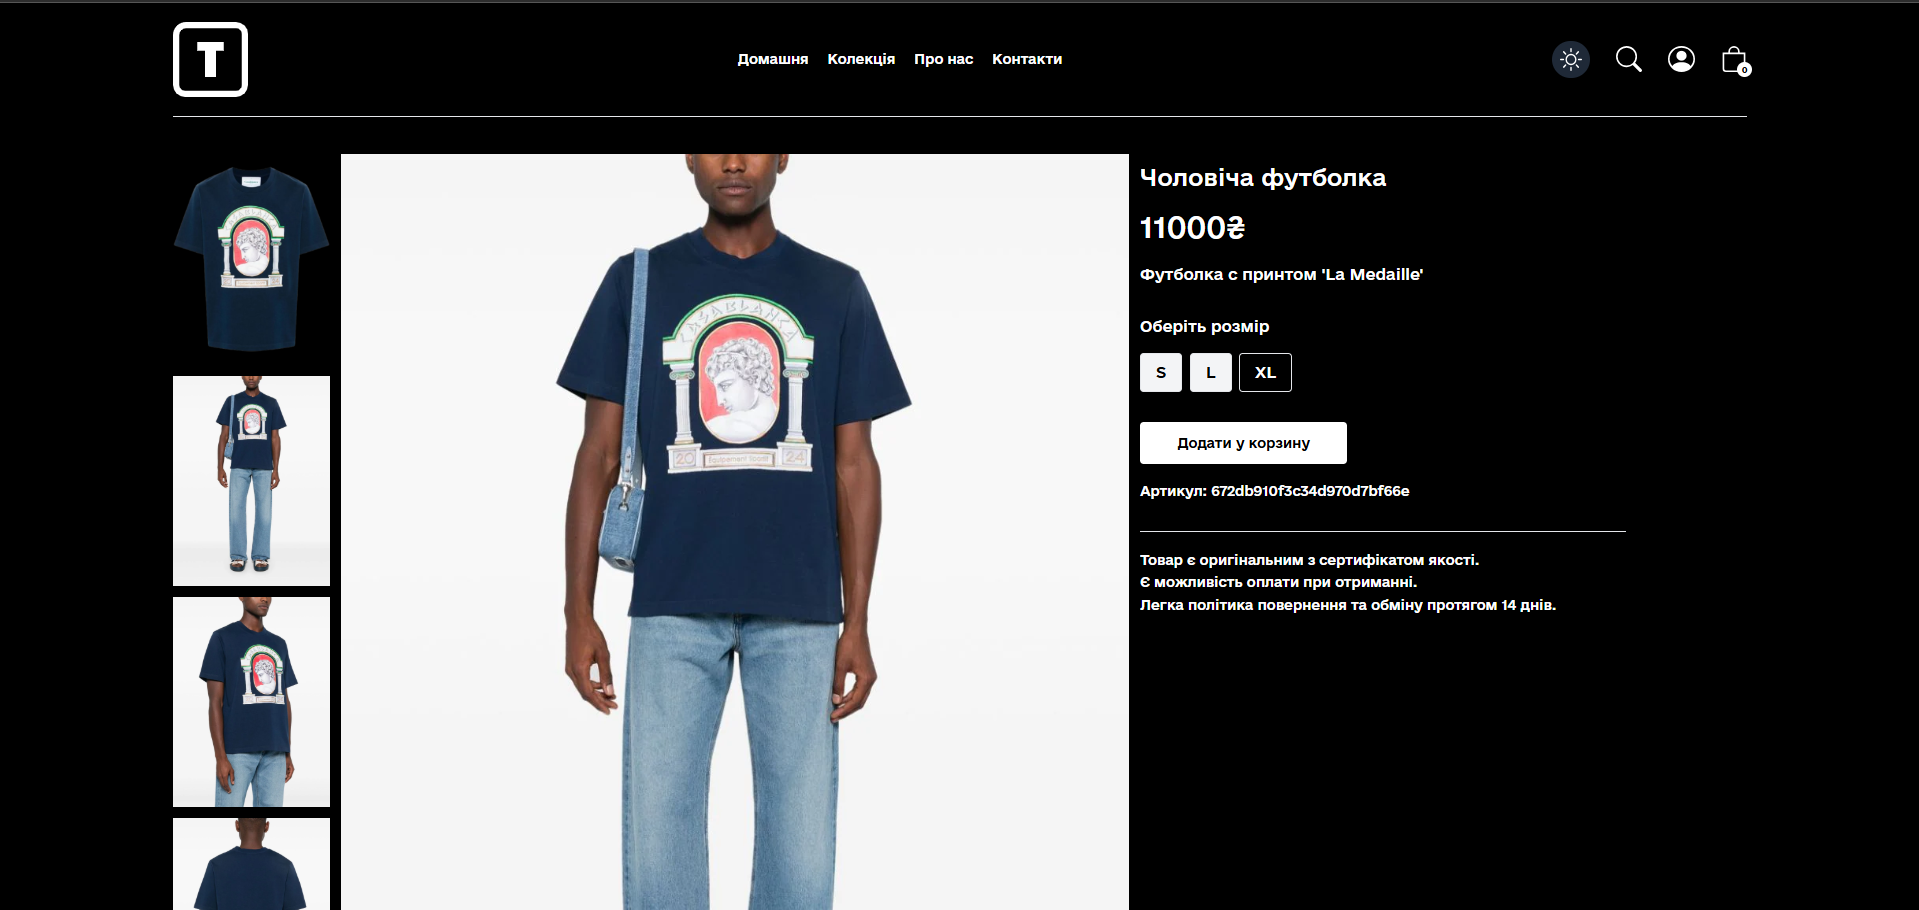 T
Домашня Колекція Про нас Контакти
0
Чоловіча футболка
11000₴
Футболка с принтом 'La Medaille'
Оберіть розмір
S L XL
Додати у корзину
Артикул: 672db910f3c34d970d7bf66e
Товар є оригінальним з сертифікатом якості.
Є можливість оплати при отриманні.
Легка політика повернення та обміну протягом 14 днів.
CASABLANCA
20 Équipement Sportif 24